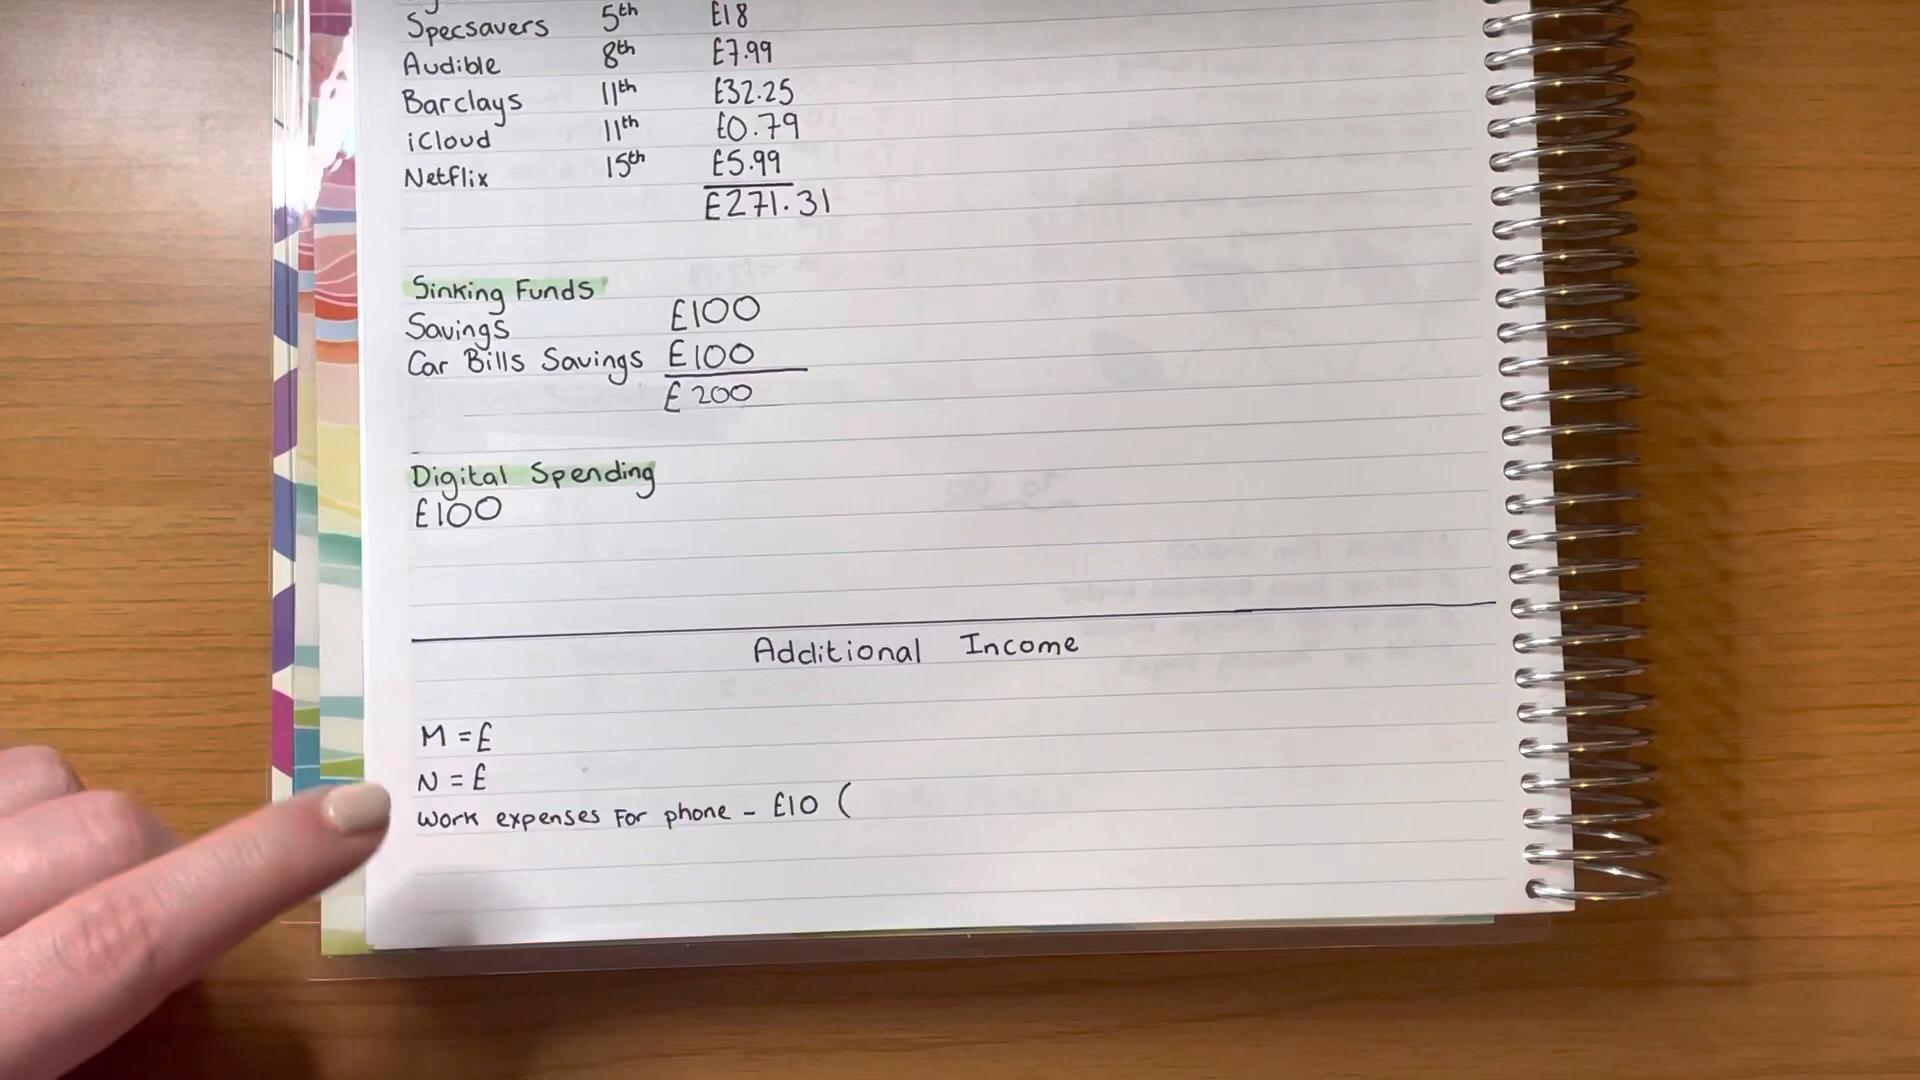 Specsavers 5th £18
Audible 8th £7.99
Barclays 11th £32.25
iCloud 11th £0.79
Netflix 15th £5.99
£271.31
Sinking Funds
Savings £100
Car Bills Savings £100
£200
Digital Spending
£100
Additional Income
M = £
N = £
Work expenses for phone - £10 (